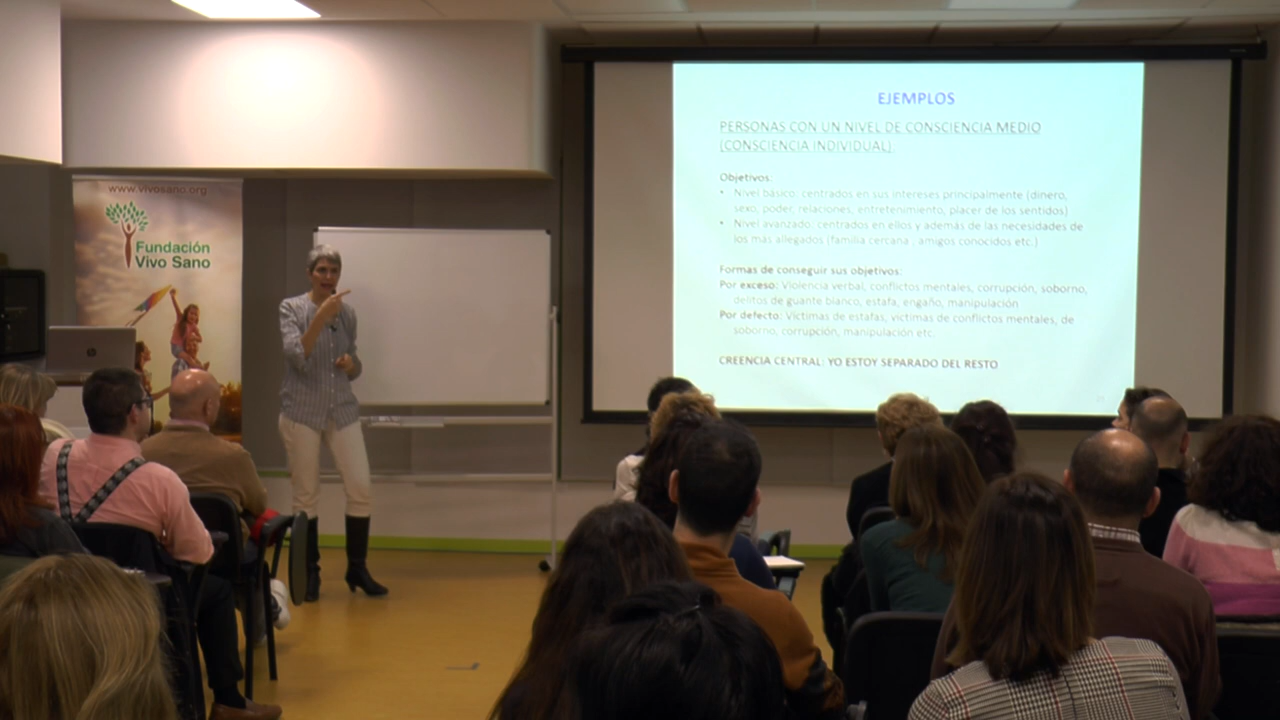 www.vivosano.org
Fundación
Vivo Sano
EJEMPLOS
PERSONAS CON UN NIVEL DE CONSCIENCIA MEDIO
(CONSCIENCIA INDIVIDUAL)
Objetivos:
• Nivel básico: centrados en sus intereses principalmente (dinero,
sexo, poder, relaciones, entretenimiento, placer de los sentidos)
• Nivel avanzado: centrados en ellos y además de las necesidades de
los más allegados (familia cercana , amigos conocidos etc.)
Formas de conseguir sus objetivos:
Por exceso: Violencia verbal, conflictos mentales, corrupción, soborno,
delitos de guante blanco, estafa, engaño, manipulación
Por defecto: Victimas de estafas, victimas de conflictos mentales, de
soborno, corrupción, manipulación etc.
CREENCIA CENTRAL: YO ESTOY SEPARADO DEL RESTO